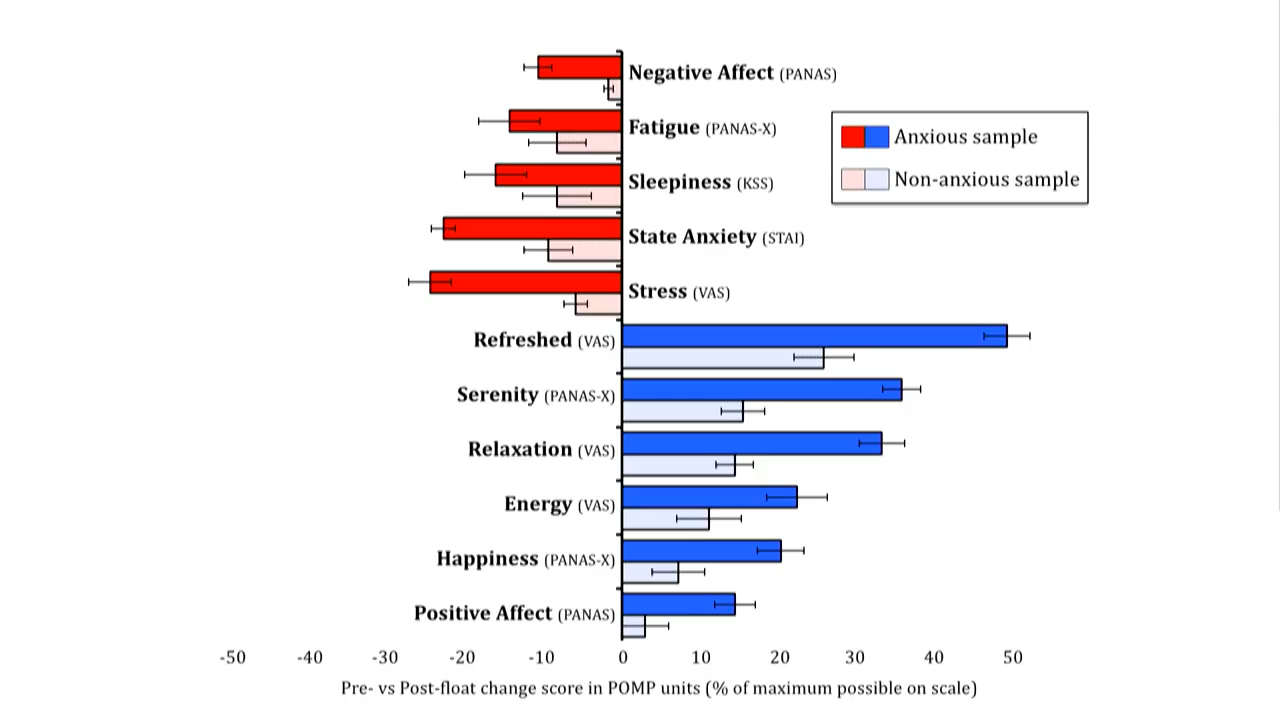 Negative Affect (PANAS)
Fatigue (PANAS-X)
Anxious sample
Sleepiness (KSS)
Non-anxious sample
State Anxiety (STAI)
Stress (VAS)
Refreshed (VAS)
Serenity (PANAS-X)
Relaxation (VAS)
Energy (VAS)
Happiness (PANAS-X)
Positive Affect (PANAS)
-50 -40 -30 -20 -10 0 10 20 30 40 50
Pre- vs Post-float change score in POMP units (% of maximum possible on scale)